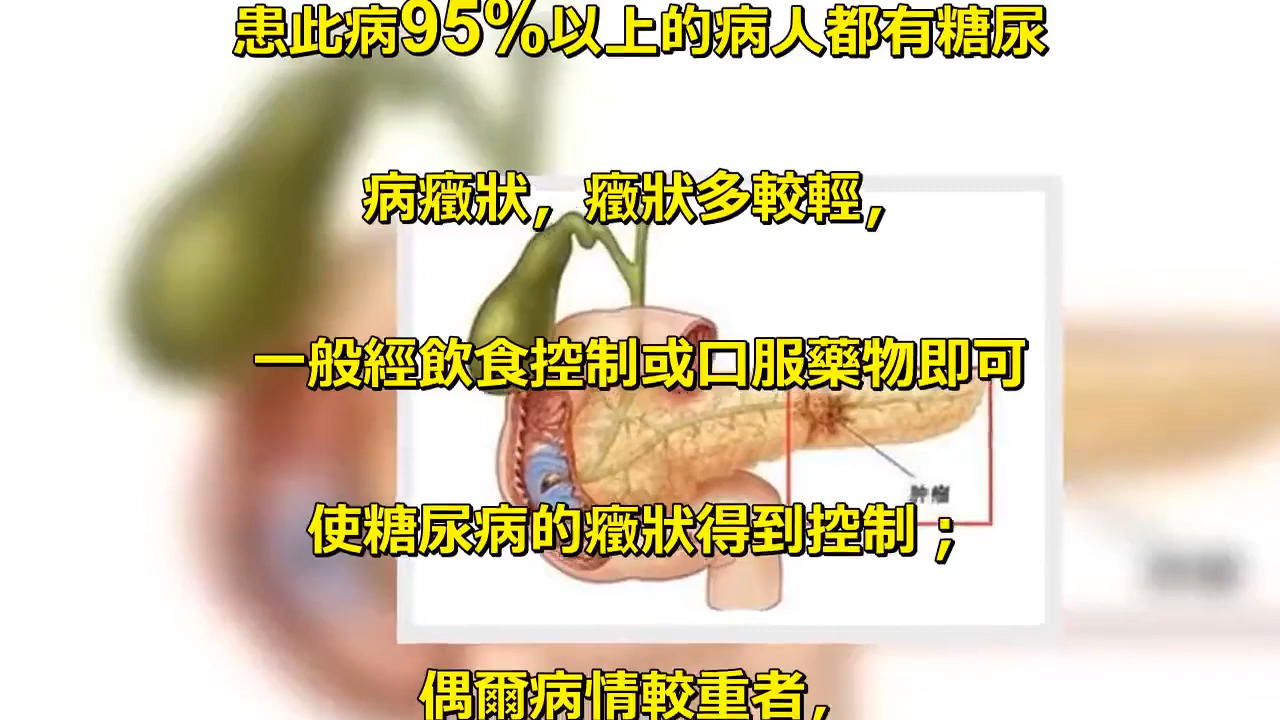 患此病95%以上的病人都有糖尿
病癥狀，癥狀多較輕，
一般經飲食控制或口服藥物即可
肿瘤
使糖尿病的癥狀得到控制；
偶爾病情較重者，